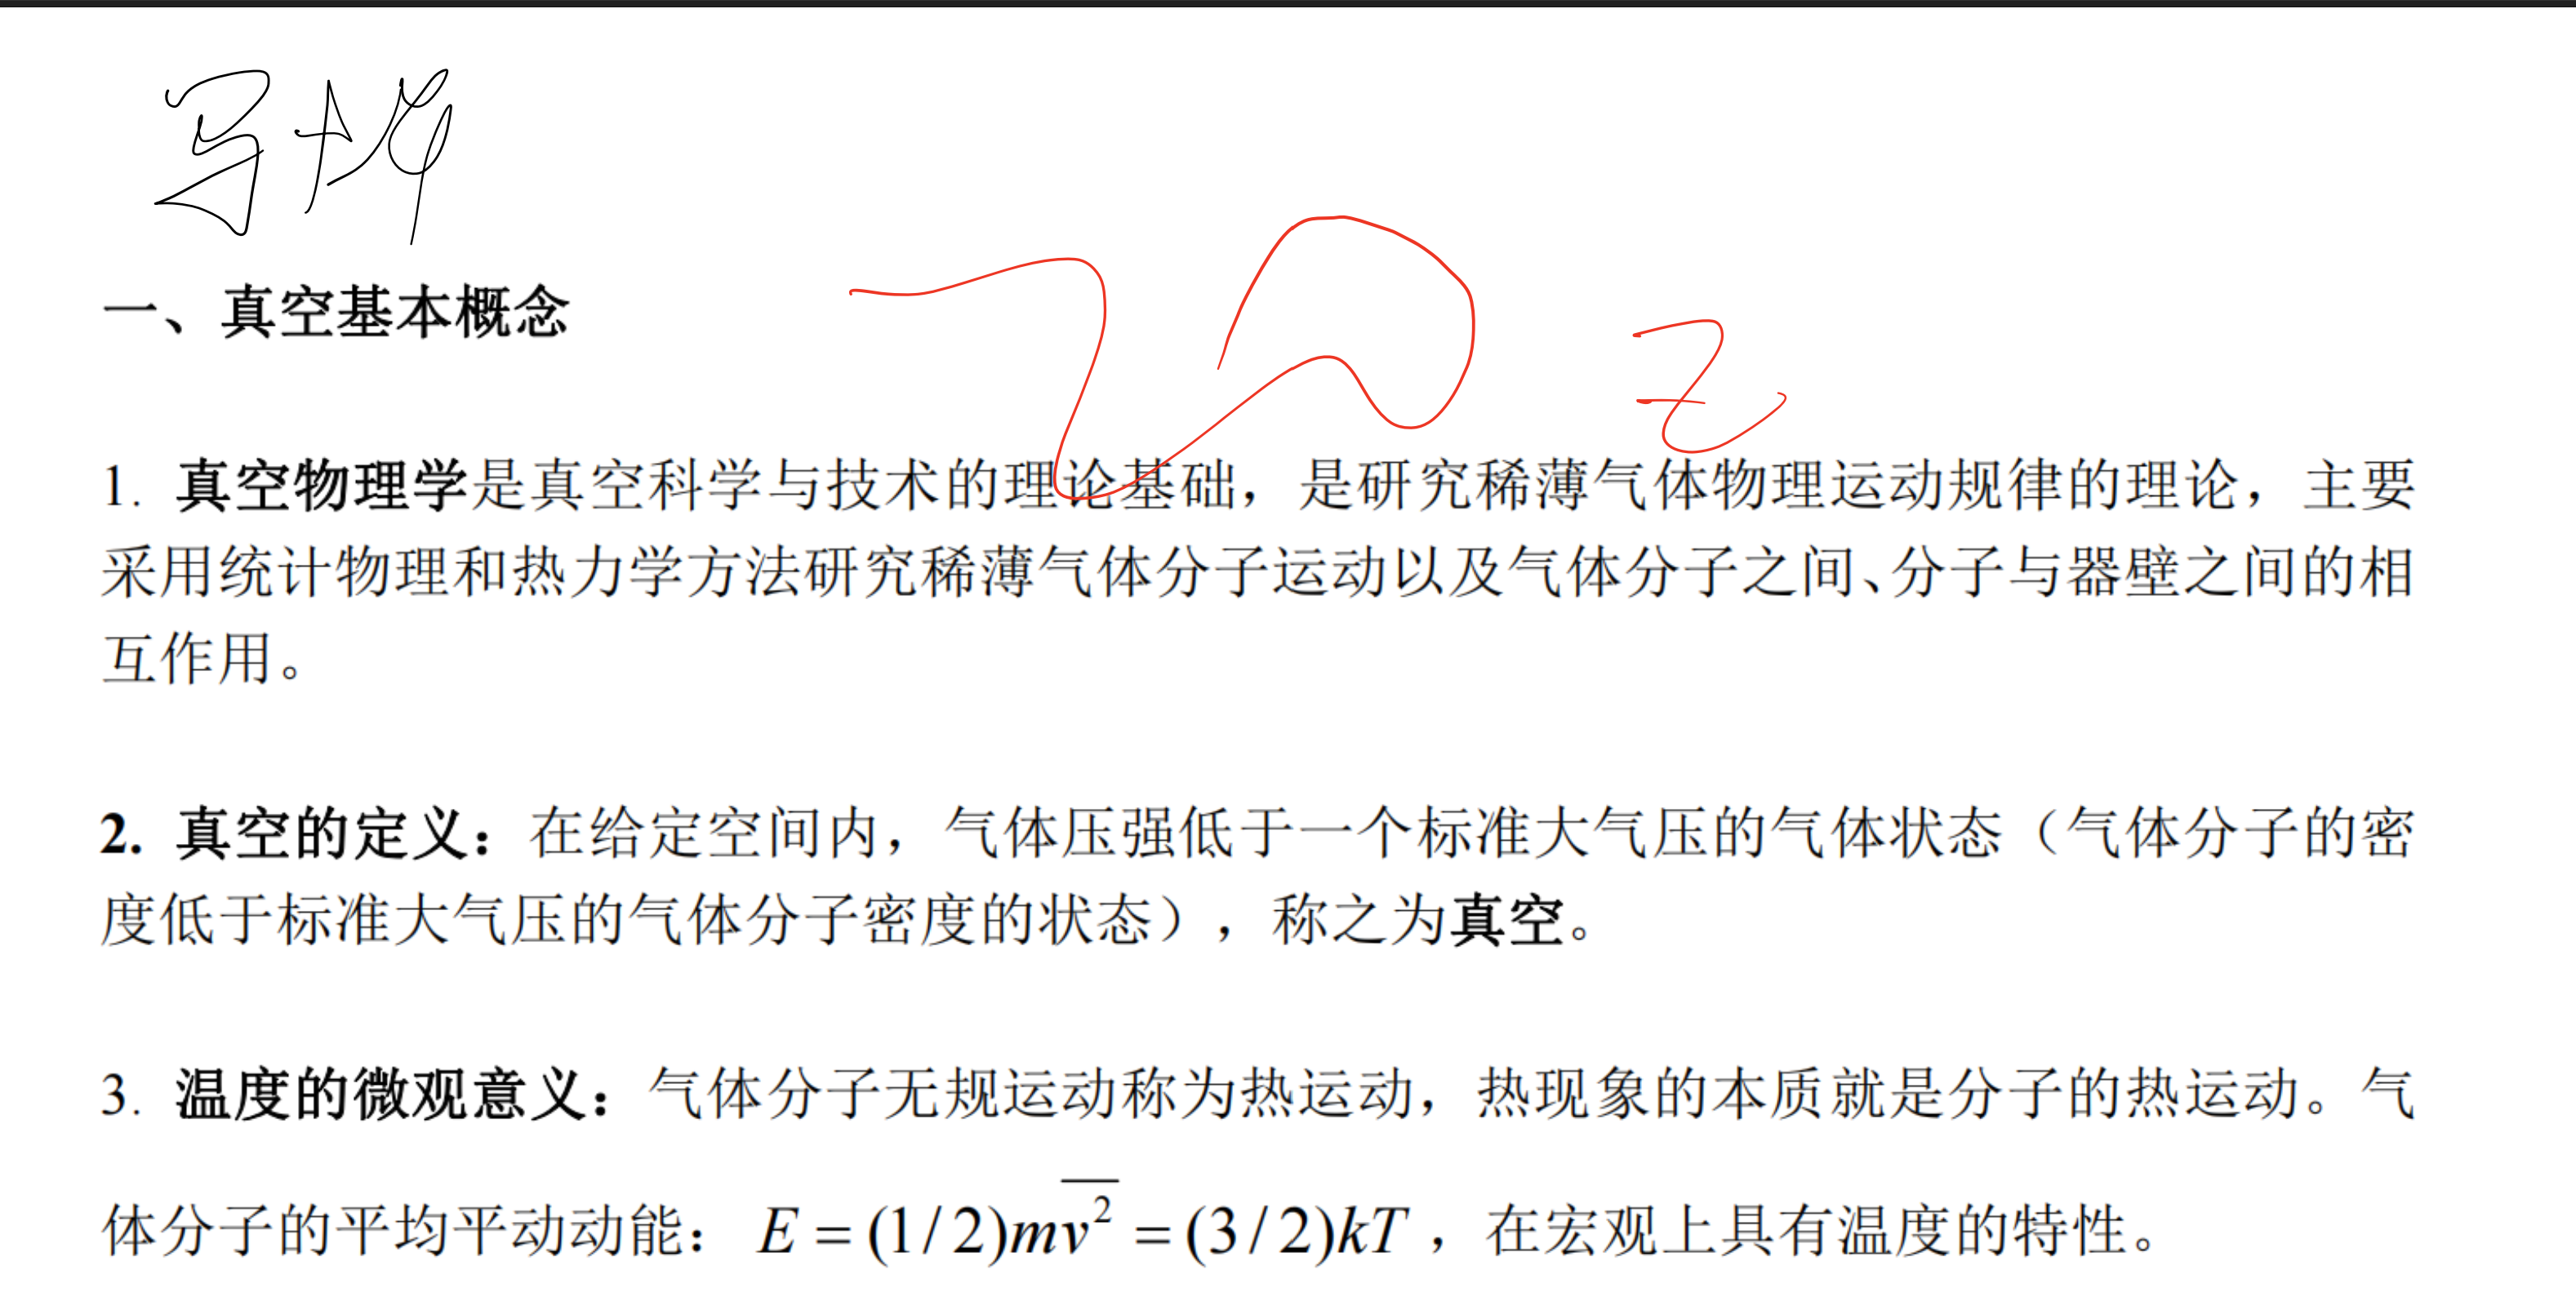 一、真空基本概念
1. 真空物理学是真空科学与技术的理论基础，是研究稀薄气体物理运动规律的理论，主要
采用统计物理和热力学方法研究稀薄气体分子运动以及气体分子之间、分子与器壁之间的相
互作用。
2. 真空的定义：在给定空间内，气体压强低于一个标准大气压的气体状态（气体分子的密
度低于标准大气压的气体分子密度的状态），称之为真空。
3. 温度的微观意义：气体分子无规运动称为热运动，热现象的本质就是分子的热运动。气
体分子的平均平动动能： E = (1/2)m\overline{v^2} = (3/2)kT ，在宏观上具有温度的特性。